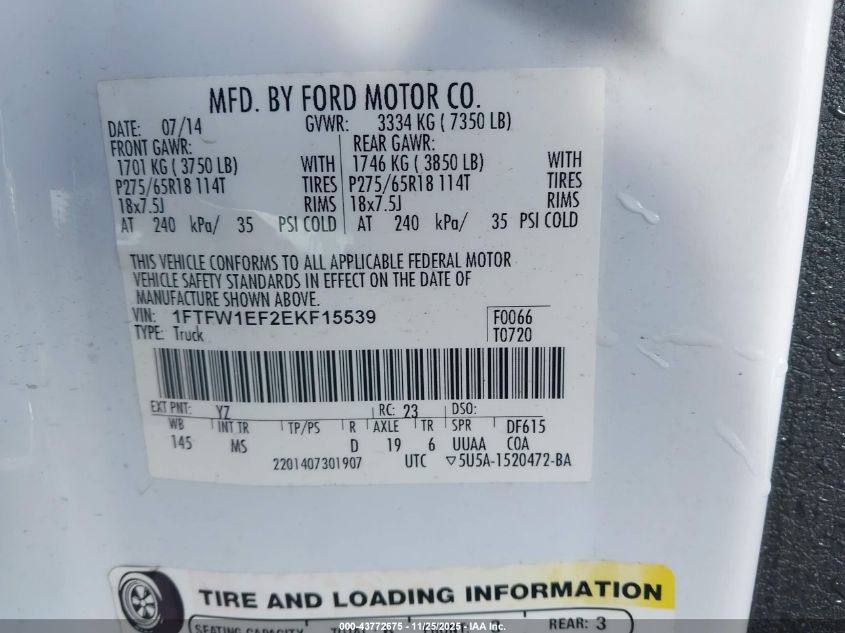 MFD. BY FORD MOTOR CO.
DATE: 07/14 GVWR: 3334 KG ( 7350 LB)
FRONT GAWR: REAR GAWR:
1701 KG ( 3750 LB) WITH 1746 KG ( 3850 LB) WITH
P275/65R18 114T TIRES P275/65R18 114T TIRES
18x7.5J RIMS 18x7.5J RIMS
AT 240 kPa/ 35 PSI COLD AT 240 kPa/ 35 PSI COLD
THIS VEHICLE CONFORMS TO ALL APPLICABLE FEDERAL MOTOR
VEHICLE SAFETY STANDARDS IN EFFECT ON THE DATE OF
MANUFACTURE SHOWN ABOVE.
VIN: 1FTFW1EF2EKF15539 F0066
TYPE: Truck T0720
EXT PNT: YZ RC: 23 DSO:
WB INT TR TP/PS R AXLE TR SPR DF615
145 MS D 19 6 UUAA COA
2201407301907 UTC ▽5U5A-1520472-BA
TIRE AND LOADING INFORMATION
SEATING CAPACITY REAR: 3
000-43772675 - 11/25/2025 - © IAA Inc.